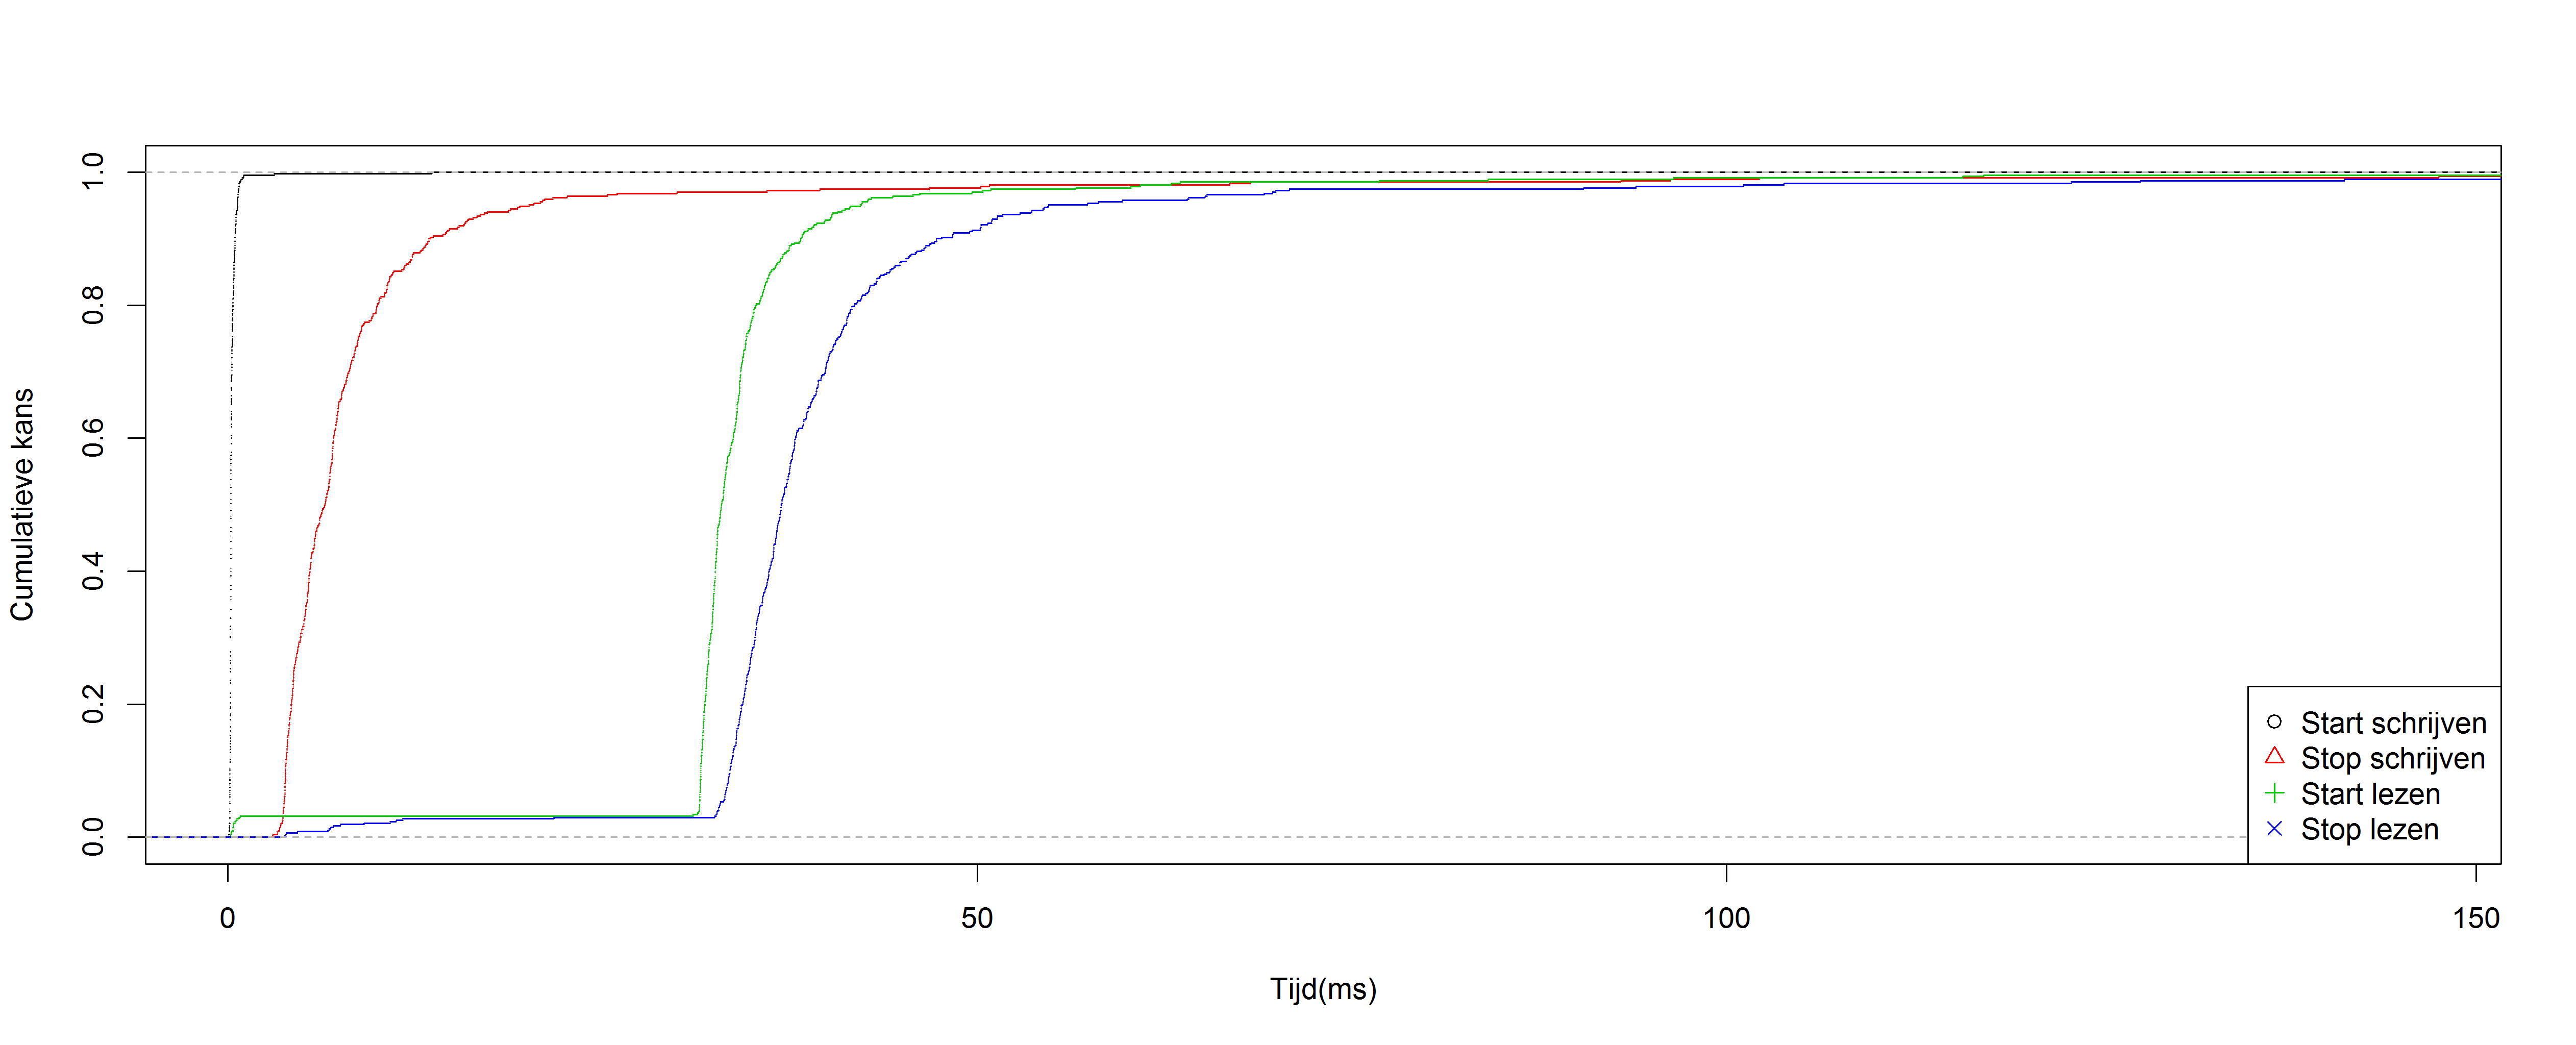 Cumulatieve kans
1.0
0.8
0.6
0.4
0.2
0.0
Start schrijven
Stop schrijven
Start lezen
Stop lezen
0 50 100 150
Tijd(ms)